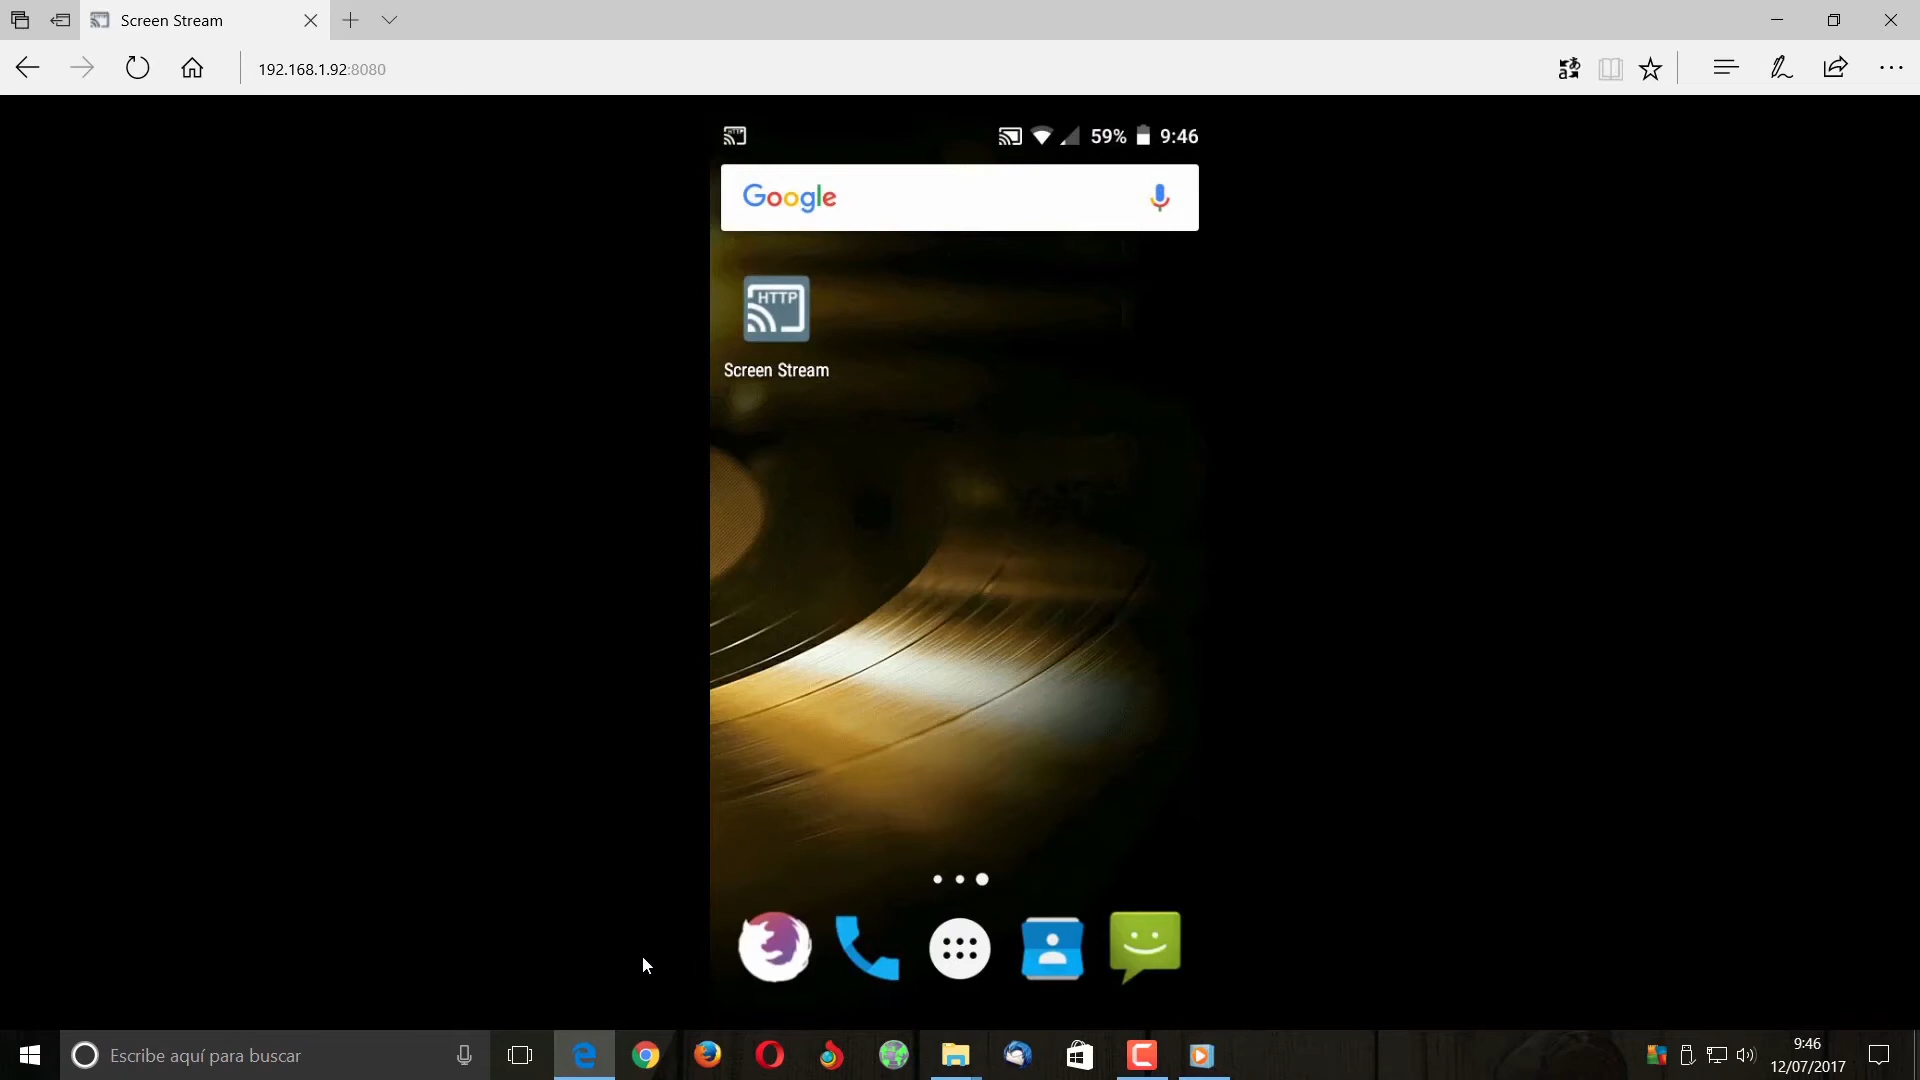 Screen Stream
192.168.1.92:8080
59% 9:46
Google
HTTP
Screen Stream
Escribe aquí para buscar
9:46
12/07/2017